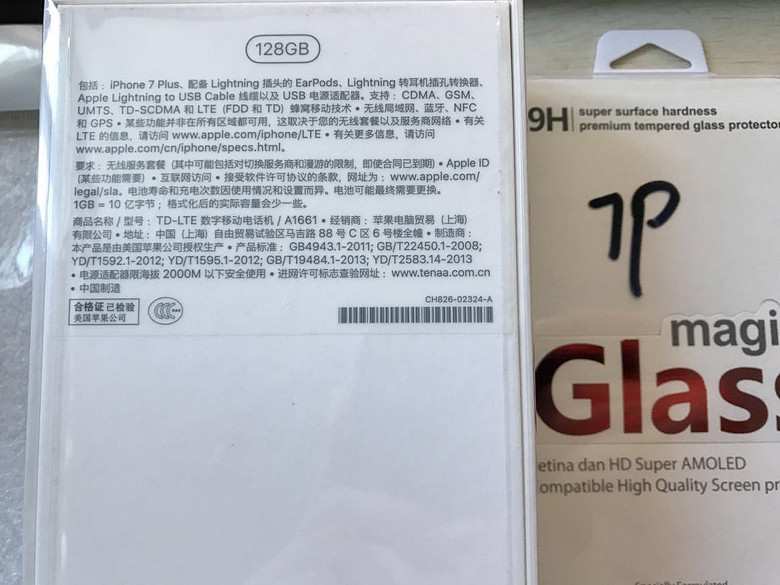 128GB
包括：iPhone 7 Plus、配备 Lightning 插头的 EarPods、Lightning 转耳机插孔转换器、
Apple Lightning to USB Cable 线缆以及 USB 电源适配器。支持：CDMA、GSM、
UMTS、TD-SCDMA 和 LTE (FDD 和 TD) 蜂窝移动技术 • 无线局域网、蓝牙、NFC
和 GPS • 某些功能并非在所有区域都可用，这取决于您的无线套餐以及服务商网络 • 有关
LTE 的信息，请访问 www.apple.com/iphone/LTE • 有关更多信息，请访问
www.apple.com/cn/iphone/specs.html。
要求：无线服务套餐 (其中可能包括对切换服务商和漫游的限制，即使合同已到期) • Apple ID
(某些功能需要) • 互联网访问 • 接受软件许可协议的条款，网址为：www.apple.com/
legal/sla。电池寿命和充电次数因使用情况和设置而异。电池可能最终需要更换。
1GB = 10 亿字节；格式化后的实际容量会少一些。
商品名称 / 型号：TD-LTE 数字移动电话机 / A1661 • 经销商：苹果电脑贸易 (上海)
有限公司 • 地址：中国 (上海) 自由贸易试验区马吉路 88 号 C 区 6 号楼全幢 • 制造商：
本产品是由美国苹果公司授权生产 • 产品标准：GB4943.1-2011; GB/T22450.1-2008;
YD/T1592.1-2012; YD/T1595.1-2012; GB/T19484.1-2013; YD/T2583.14-2013
• 电源适配器限海拔 2000M 以下安全使用 • 进网许可标志查验网址：www.tenaa.com.cn
• 中国制造
合格证 已检验
美国苹果公司
CCC
CH826-02324-A
9H super surface hardness
premium tempered glass protector
7P
magi
Glass
etina dan HD Super AMOLED
ompatible High Quality Screen pr